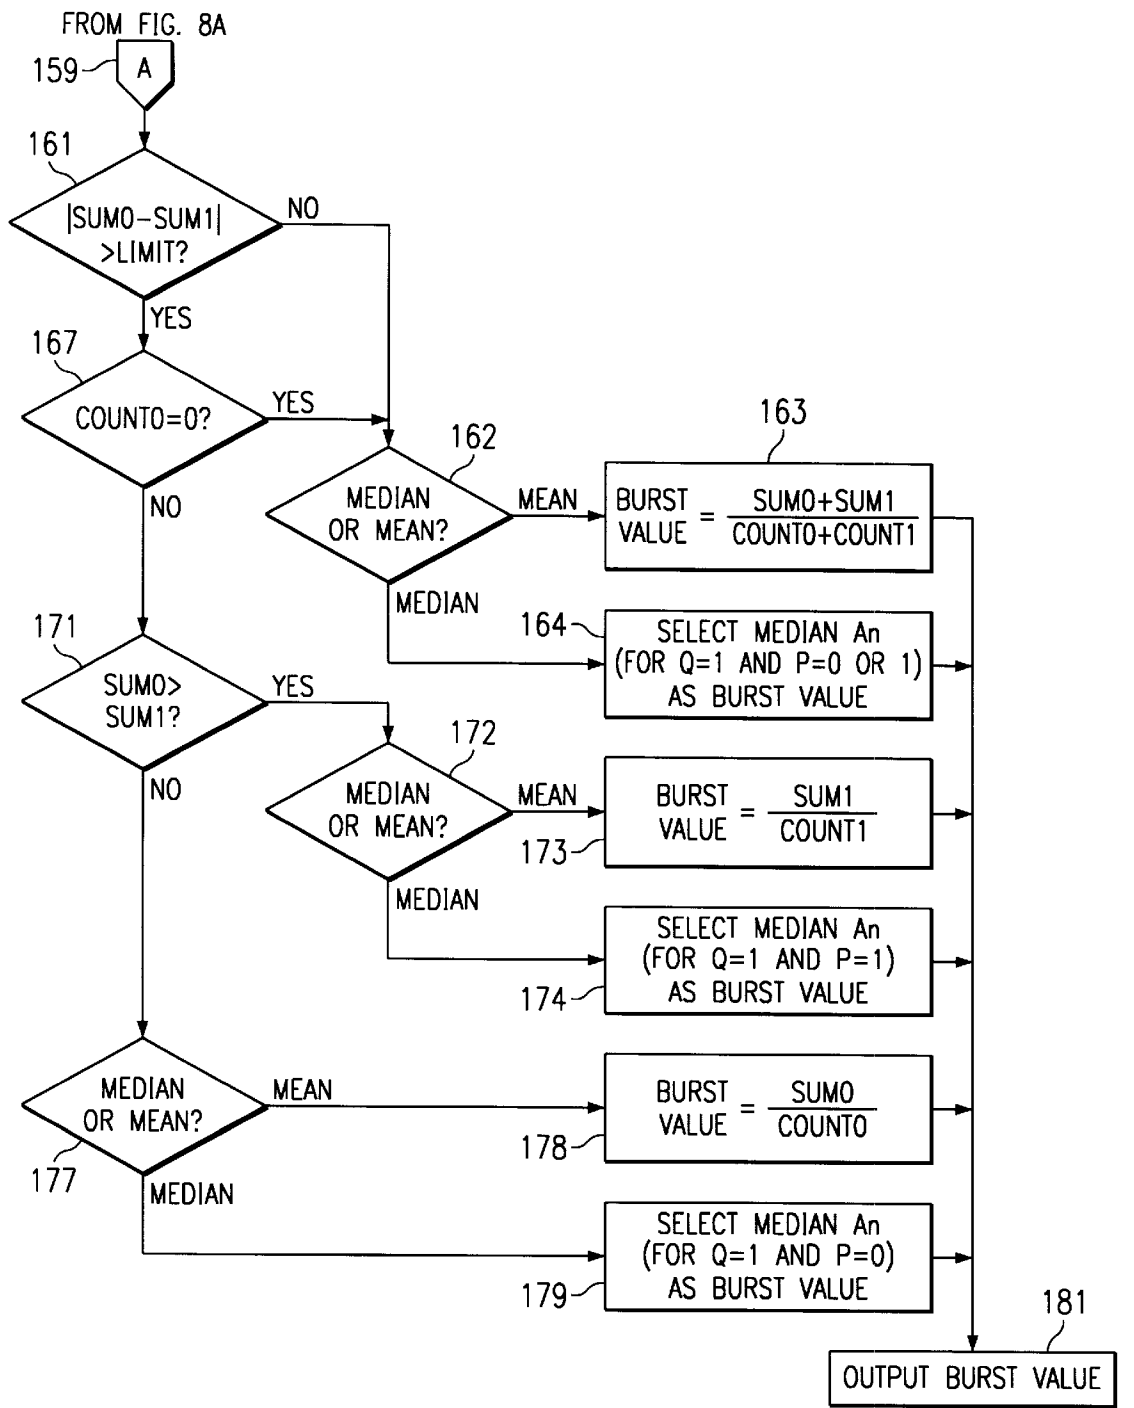 FROM FIG. 8A
159
A
161
|SUM0-SUM1|
>LIMIT?
NO
YES
167
COUNT0=0?
YES
NO
162
MEDIAN
OR MEAN?
MEAN
MEDIAN
163
BURST
VALUE
=
SUM0+SUM1
COUNT0+COUNT1
164
SELECT MEDIAN An
(FOR Q=1 AND P=0 OR 1)
AS BURST VALUE
171
SUM0>
SUM1?
YES
NO
172
MEDIAN
OR MEAN?
MEAN
MEDIAN
173
BURST
VALUE
=
SUM1
COUNT1
174
SELECT MEDIAN An
(FOR Q=1 AND P=1)
AS BURST VALUE
177
MEDIAN
OR MEAN?
MEAN
MEDIAN
178
BURST
VALUE
=
SUM0
COUNT0
179
SELECT MEDIAN An
(FOR Q=1 AND P=0)
AS BURST VALUE
181
OUTPUT BURST VALUE